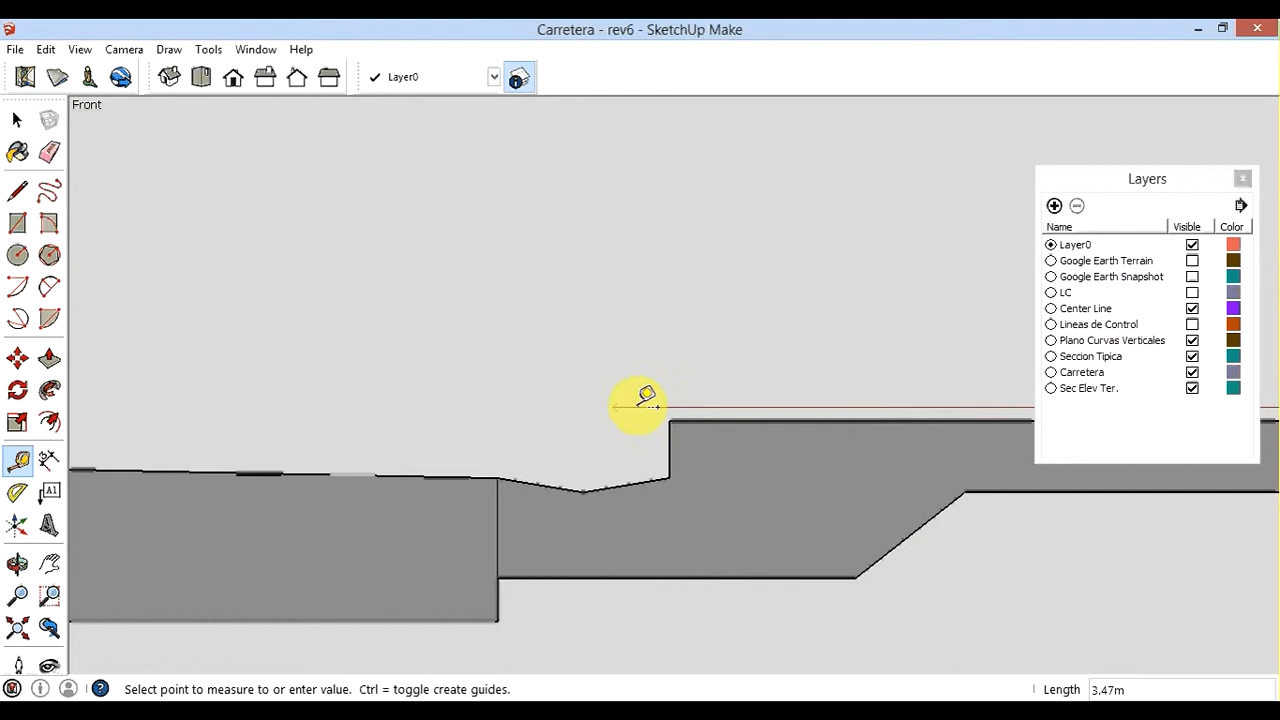 Carretera - rev6 - SketchUp Make
File Edit View Camera Draw Tools Window Help
Layer0
Front
Layers
Name Visible Color
Layer0
Google Earth Terrain
Google Earth Snapshot
LC
Center Line
Lineas de Control
Plano Curvas Verticales
Seccion Tipica
Carretera
Sec Elev Ter.
A1
Select point to measure to or enter value. Ctrl = toggle create guides.
Length 3.47m